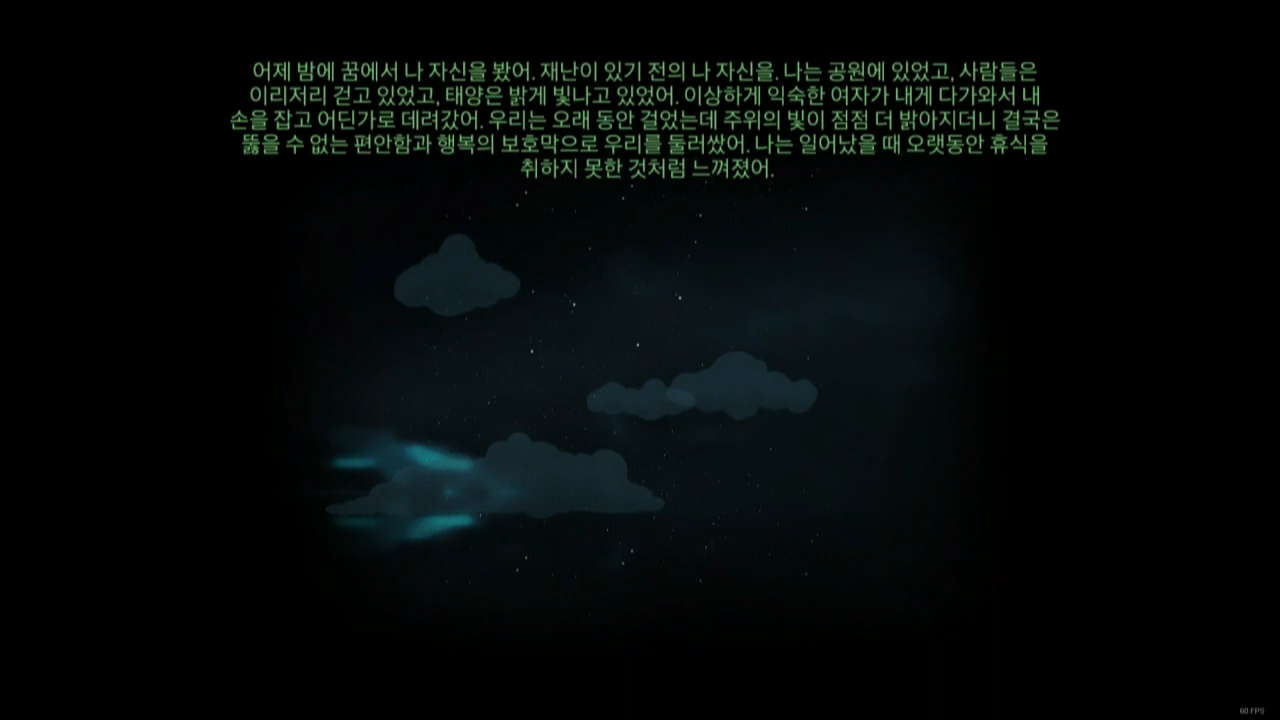 어제 밤에 꿈에서 나 자신을 봤어. 재난이 있기 전의 나 자신을. 나는 공원에 있었고, 사람들은
이리저리 걷고 있었고, 태양은 밝게 빛나고 있었어. 이상하게 익숙한 여자가 내게 다가와서 내
손을 잡고 어딘가로 데려갔어. 우리는 오래 동안 걸었는데 주위의 빛이 점점 더 밝아지더니 결국은
뚫을 수 없는 편안함과 행복의 보호막으로 우리를 둘러쌌어. 나는 일어났을 때 오랫동안 휴식을
취하지 못한 것처럼 느껴졌어.
60 FPS